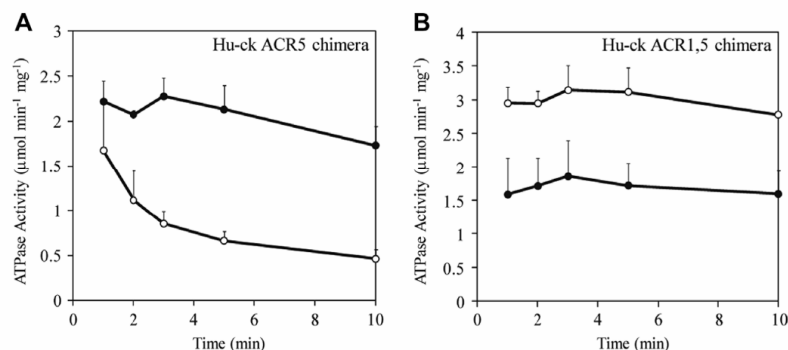 A
Hu-ck ACR5 chimera
ATPase Activity (μmol min⁻¹ mg⁻¹)
3
2.5
2
1.5
1
0.5
0
0 2 4 6 8 10
Time (min)
B
Hu-ck ACR1,5 chimera
ATPase Activity (μmol min⁻¹ mg⁻¹)
4
3.5
3
2.5
2
1.5
1
0.5
0
0 2 4 6 8 10
Time (min)